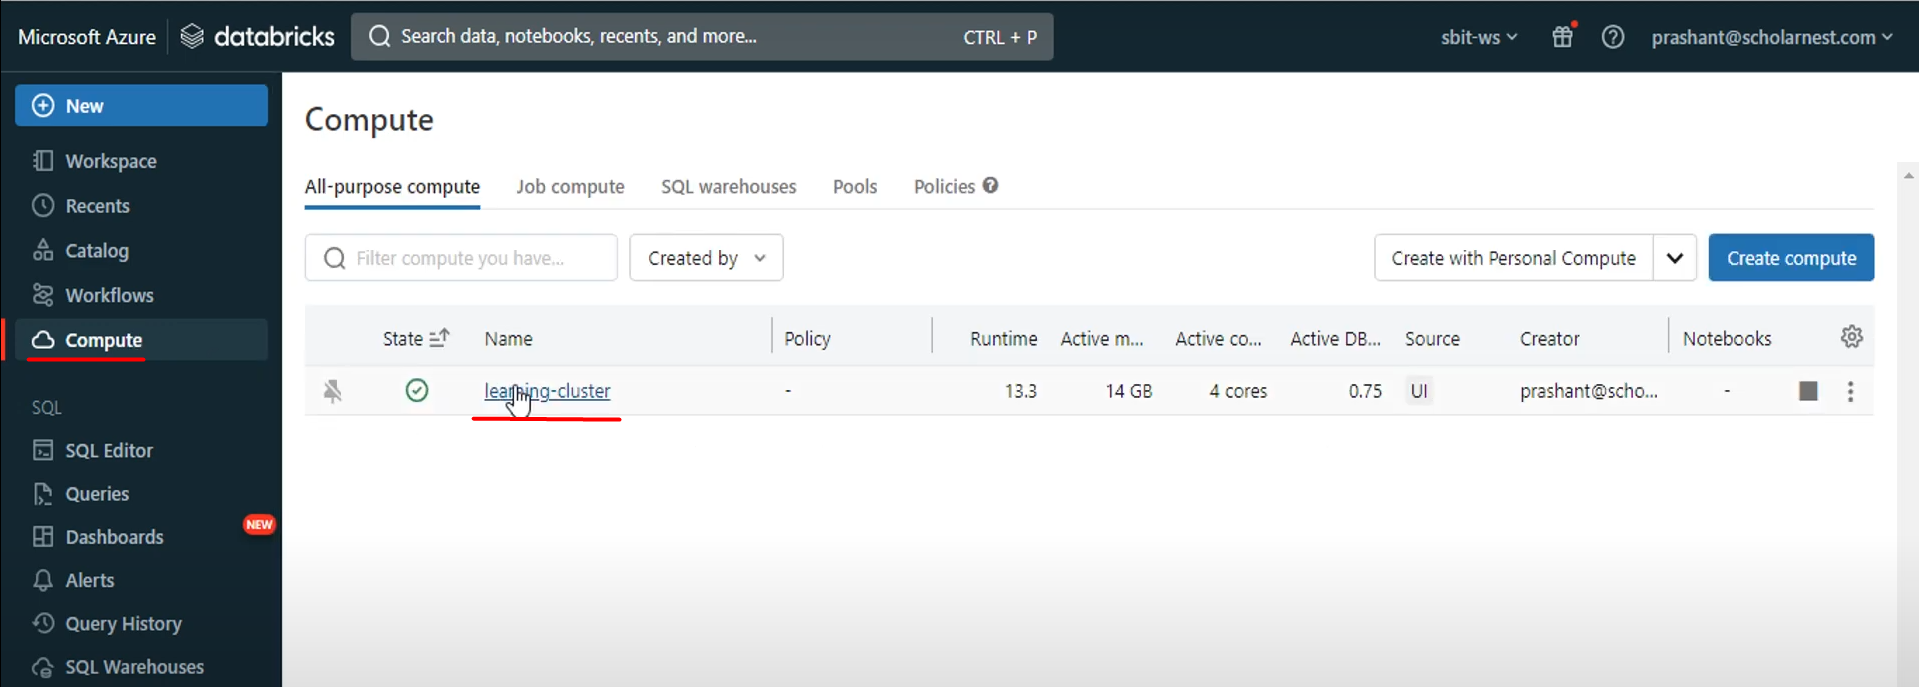 Microsoft Azure databricks Search data, notebooks, recents, and more... CTRL + P sbit-ws prashant@scholarnest.com
New
Workspace
Recents
Catalog
Workflows
Compute
SQL
SQL Editor
Queries
Dashboards NEW
Alerts
Query History
SQL Warehouses
Compute
All-purpose compute Job compute SQL warehouses Pools Policies ?
Filter compute you have... Created by Create with Personal Compute Create compute
State Name Policy Runtime Active m... Active co... Active DB... Source Creator Notebooks
learning-cluster - 13.3 14 GB 4 cores 0.75 UI prashant@scho... -